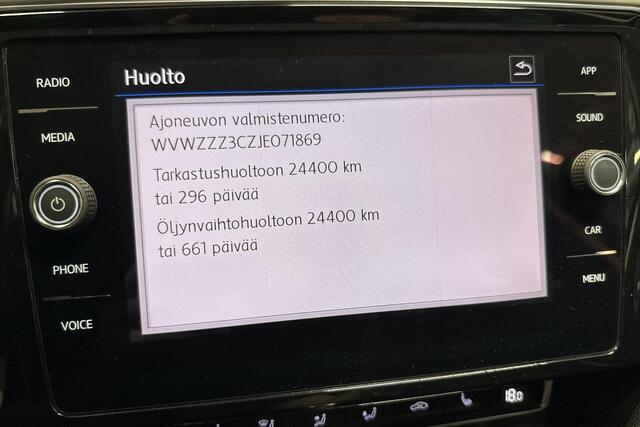 RADIO
MEDIA
PHONE
VOICE
Huolto
Ajoneuvon valmistenumero:
WVWZZZ3CZJE071869
Tarkastushuoltoon 24400 km
tai 296 päivää
Öljynvaihtohuoltoon 24400 km
tai 661 päivää
APP
SOUND
CAR
MENU
18.0